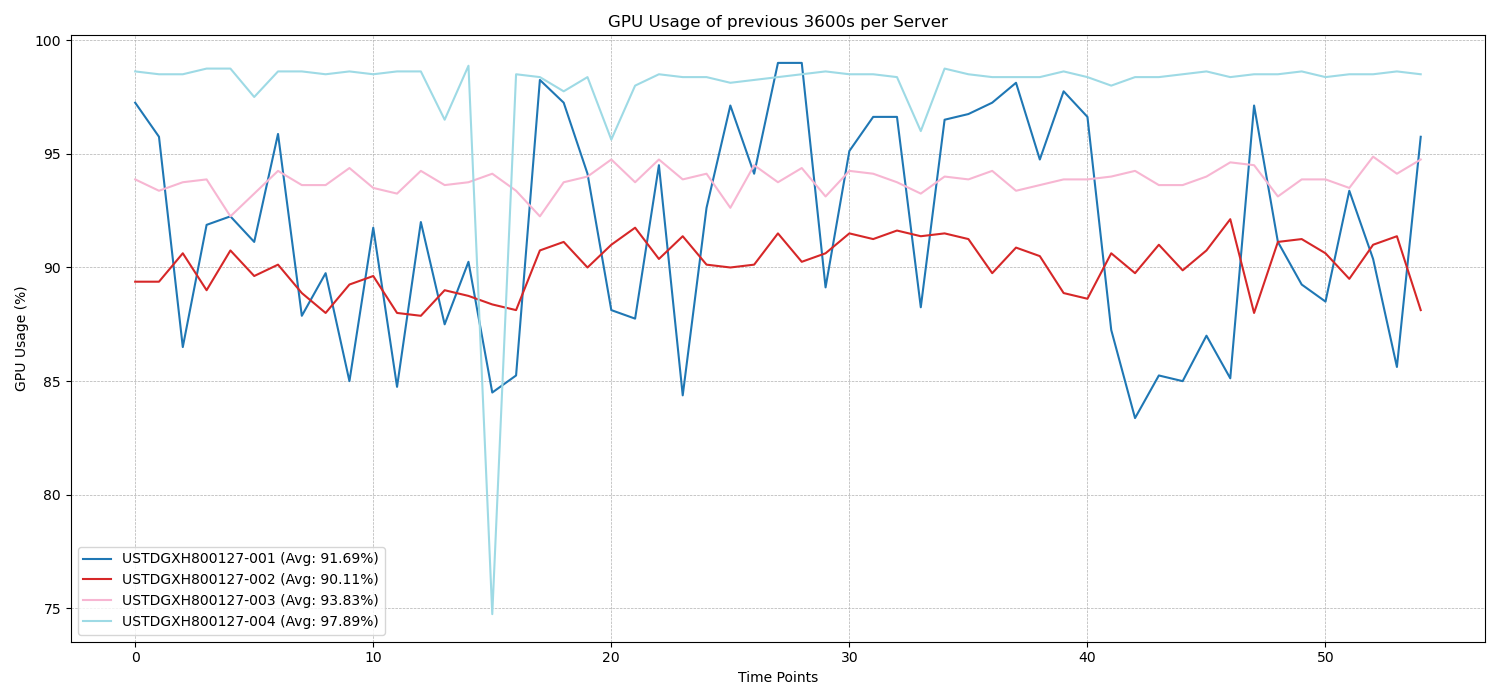 GPU Usage of previous 3600s per Server
GPU Usage (%)
100
95
90
85
80
75
USTDGXH800127-001 (Avg: 91.69%)
USTDGXH800127-002 (Avg: 90.11%)
USTDGXH800127-003 (Avg: 93.83%)
USTDGXH800127-004 (Avg: 97.89%)
0 10 20 30 40 50
Time Points